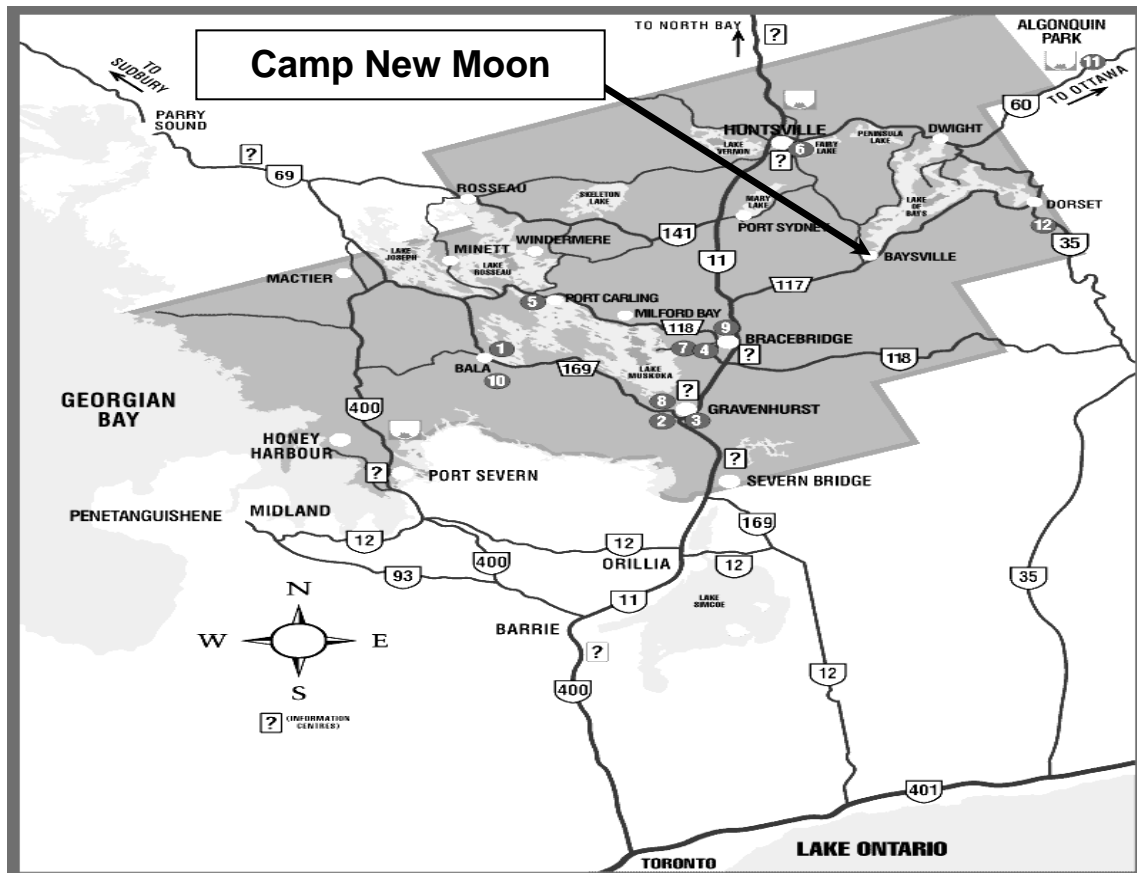 TO NORTH BAY
?
ALGONQUIN
PARK
11
Camp New Moon
TO
SUDBURY
TO OTTAWA
60
PARRY
SOUND
?
69
HUNTSVILLE
6
FAIRY
LAKE
?
PENINSULA
LAKE
DWIGHT
LAKE
VERNON
ROSSEAU
SKELETON
LAKE
MARY
LAKE
PORT SYDNEY
LAKE
OF
BAYS
DORSET
12
35
141
11
BAYSVILLE
117
WINDERMERE
MINETT
LAKE
JOSEPH
LAKE
ROSSEAU
MACTIER
5
PORT CARLING
MILFORD BAY
118
9
BRACEBRIDGE
7
4
?
118
1
BALA
10
169
LAKE
MUSKOKA
?
8
GRAVENHURST
2
3
GEORGIAN
BAY
400
HONEY
HARBOUR
?
PORT SEVERN
?
SEVERN BRIDGE
PENETANGUISHENE
MIDLAND
12
93
400
12
ORILLIA
169
12
35
11
LAKE
SIMCOE
BARRIE
?
400
12
N
W
E
S
? (INFORMATION
CENTRES)
401
TORONTO
LAKE ONTARIO